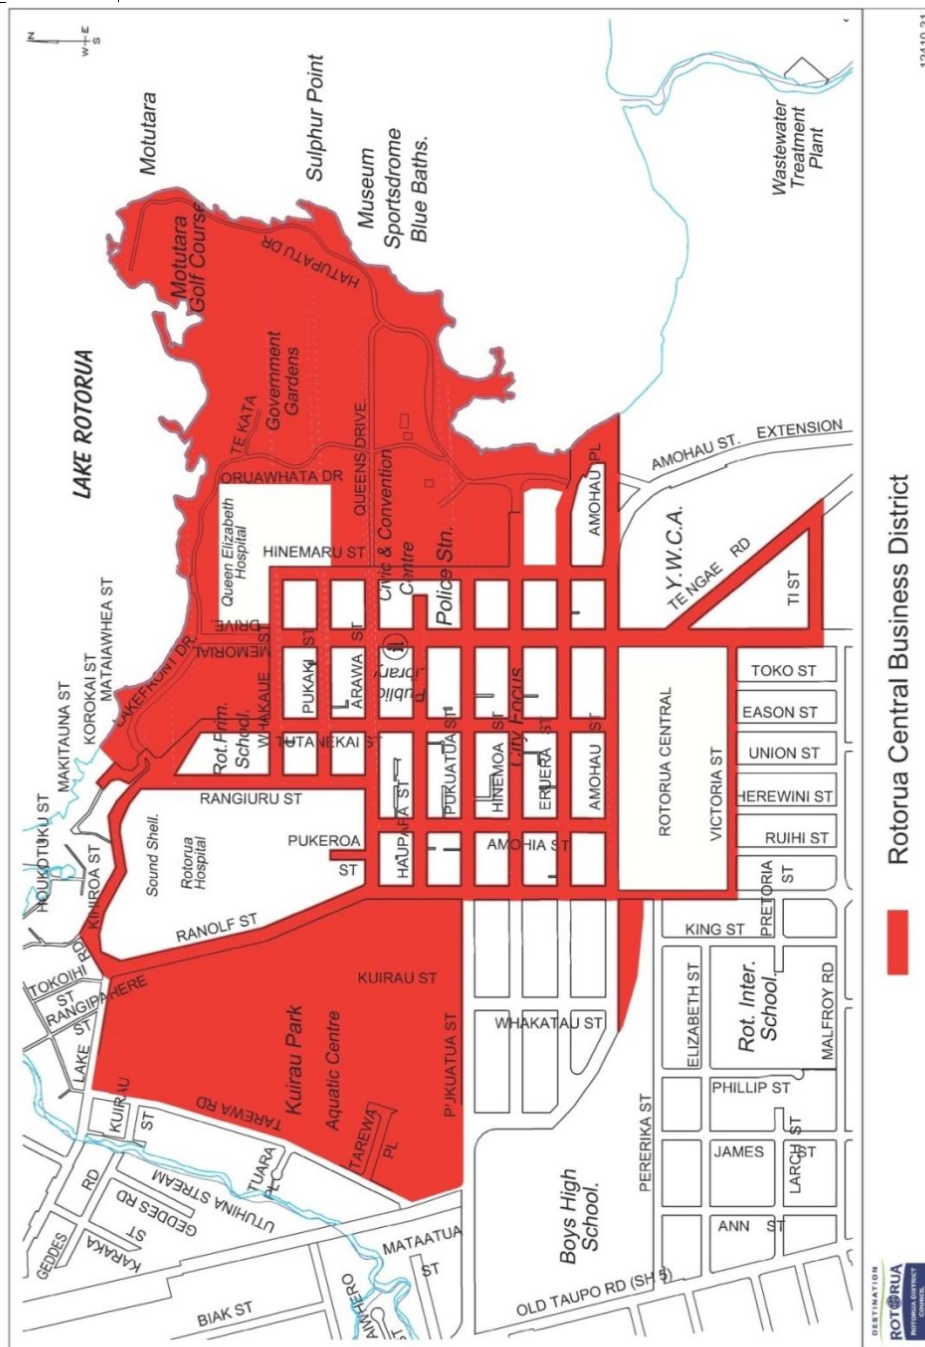 N
E
W
S
12410-31
Motutara
Sulphur Point
Museum
Sportsdrome
Blue Baths.
Wastewater
Treatment
Plant
Motutara
Golf Course
HATUPATU DR
LAKE ROTORUA
Government
Gardens
TE KATA
QUEENS DRIVE
ORUAWHATA DR
Queen Elizabeth
Hospital
HINEMARU ST
Civic & Convention
Centre
Police Stn.
AMOHAU PL
AMOHAU ST. EXTENSION
Y.W.C.A.
TE NGAE RD
TI ST
MATAIAWHEA ST
KOROKAI ST
MAKITAUNA ST
HOUKOTUKU ST
LAKEFRONT DR
MEMORIAL
DRIVE
WHAKAUE ST
PUKAKI ST
ARAWA ST
Public
Library
i
Rot.Prim.
School.
TUTANEKAI ST
HAUPAPA ST
PUKUATUA ST
HINEMOA ST
City Focus
ERUERA ST
AMOHAU ST
ROTORUA CENTRAL
VICTORIA ST
TOKO ST
EASON ST
UNION ST
HEREWINI ST
RUIHI ST
PRETORIA
ST
RANGIURU ST
Sound Shell.
Rotorua
Hospital
PUKEROA
ST
AMOHIA ST
KING ST
KINIROA ST
RANOLF ST
TOKOIHI
RD
ST
RANGIPAHERE
ST
LAKE
KUIRAU ST
Kuirau Park
Aquatic Centre
WHAKATAU ST
PUKUATUA ST
ELIZABETH ST
Rot. Inter.
School.
MALFROY RD
PHILLIP ST
KUIRAU
ST
TAREWA RD
TAREWA
PL
TUARA
PL
UTUHINA STREAM
GEDDES RD
GEDDES
RD
KARAKA
ST
PERERIKA ST
JAMES ST
LARCH ST
ANN ST
Boys High
School.
MATAATUA
ST
BIAK ST
OLD TAUPO RD (SH 5)
Rotorua Central Business District
DESTINATION
ROTORUA
ROTORUA DISTRICT
COUNCIL